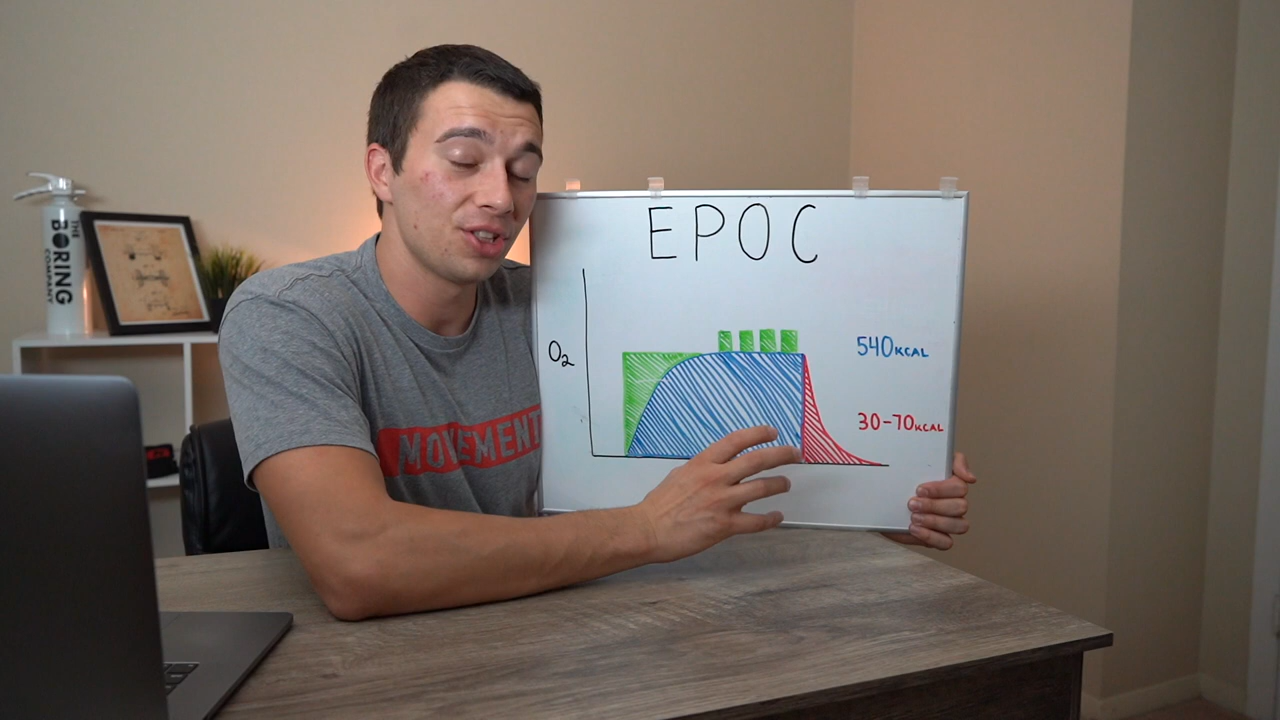 EPOC
O2
540KCAL
30-70KCAL
MOVEMENT
THE
BORING
COMPANY